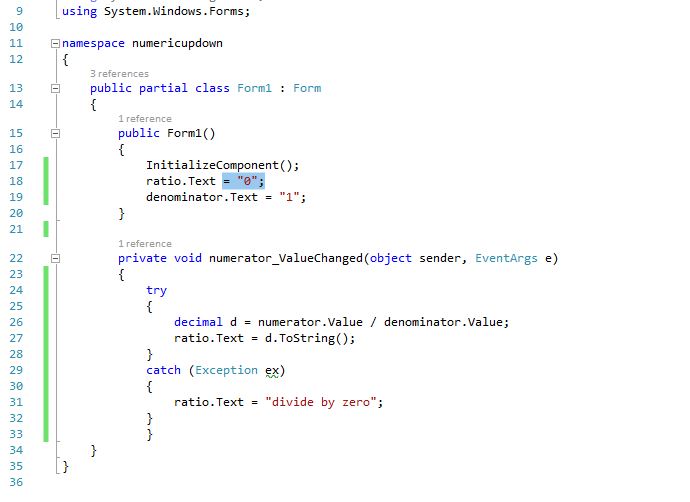 9 using System.Windows.Forms;
10
11 namespace numericupdown
12 {
3 references
13 public partial class Form1 : Form
14 {
1 reference
15 public Form1()
16 {
17 InitializeComponent();
18 ratio.Text = "0";
19 denominator.Text = "1";
20 }
21
1 reference
22 private void numerator_ValueChanged(object sender, EventArgs e)
23 {
24 try
25 {
26 decimal d = numerator.Value / denominator.Value;
27 ratio.Text = d.ToString();
28 }
29 catch (Exception ex)
30 {
31 ratio.Text = "divide by zero";
32 }
33 }
34 }
35 }
36